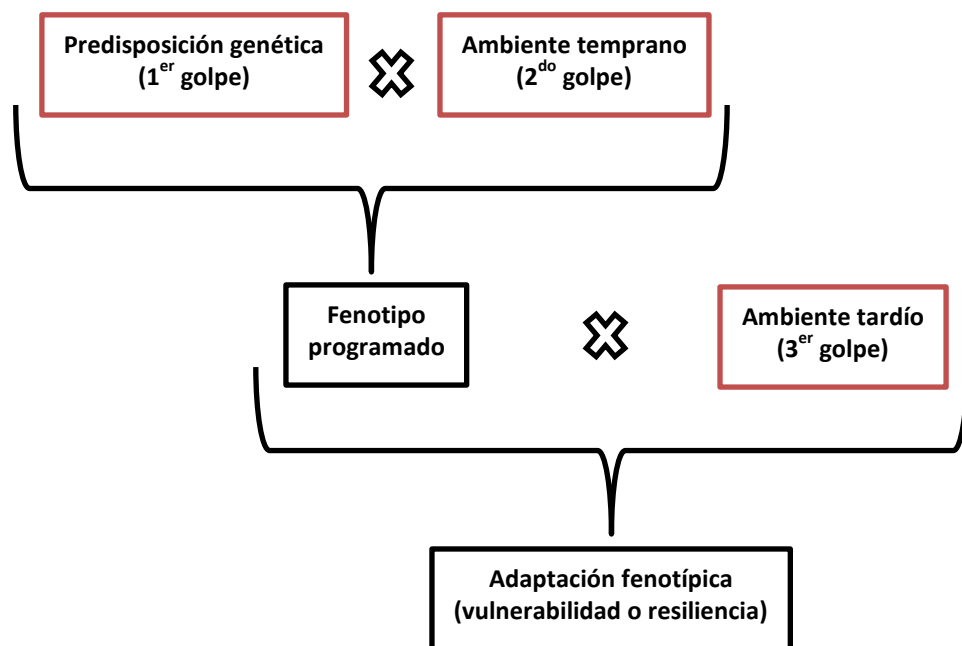 Predisposición genética
(1er golpe)
Ambiente temprano
(2do golpe)
Fenotipo
programado
Ambiente tardío
(3er golpe)
Adaptación fenotípica
(vulnerabilidad o resiliencia)